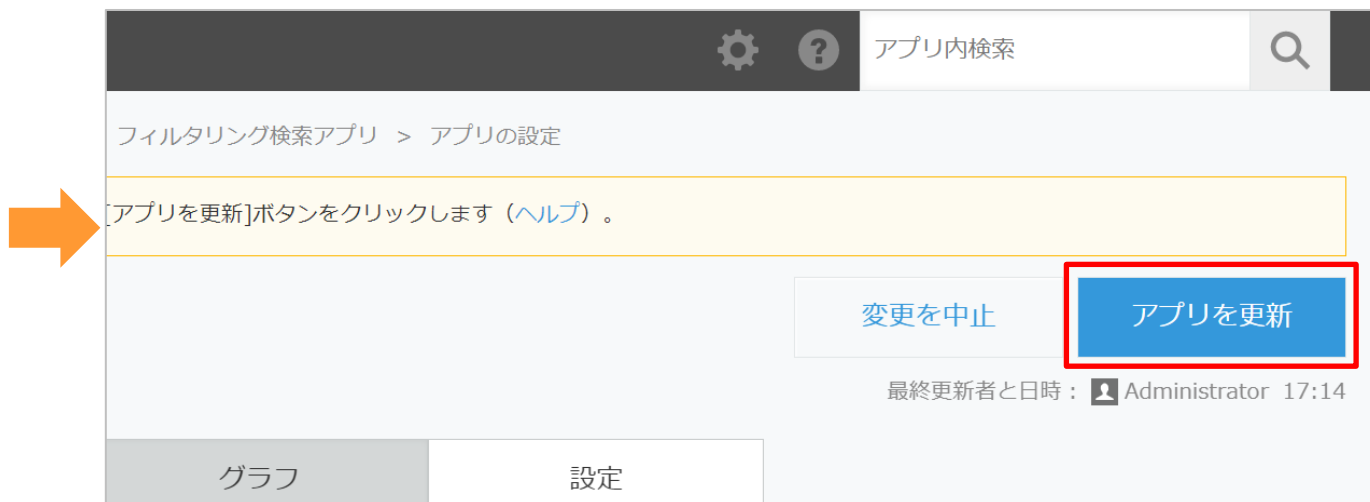 アプリ内検索
フィルタリング検索アプリ > アプリの設定
[アプリを更新]ボタンをクリックします（ヘルプ）。
変更を中止
アプリを更新
最終更新者と日時： Administrator 17:14
グラフ
設定